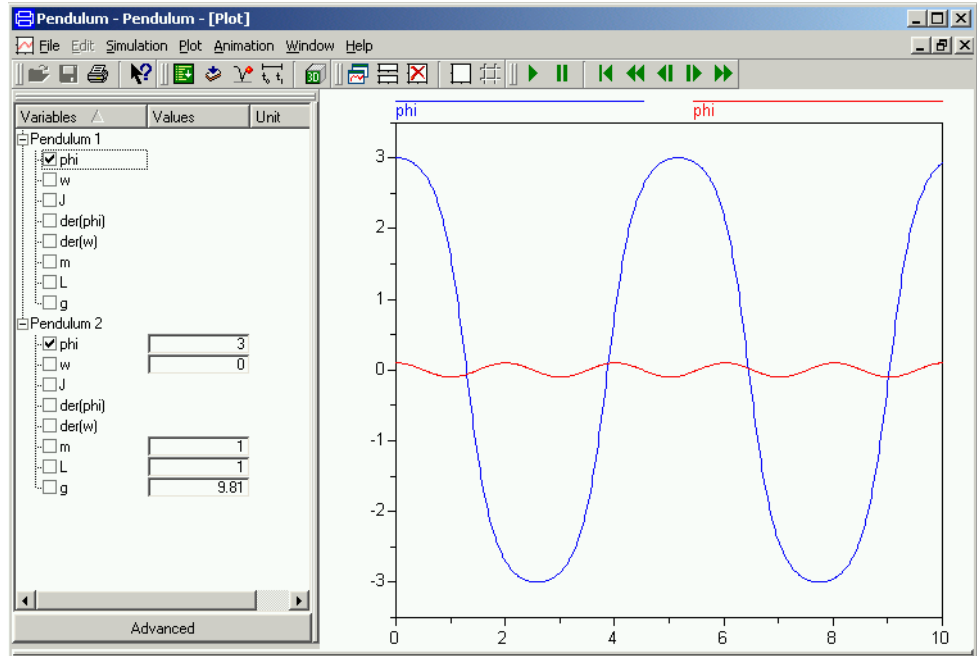 Pendulum - Pendulum - [Plot]
File Edit Simulation Plot Animation Window Help
3D
Variables Values Unit
Pendulum 1
phi
w
J
der(phi)
der(w)
m
L
g
Pendulum 2
phi 3
w 0
J
der(phi)
der(w)
m 1
L 1
g 9.81
Advanced
phi phi
3
2
1
0
-1
-2
-3
0 2 4 6 8 10